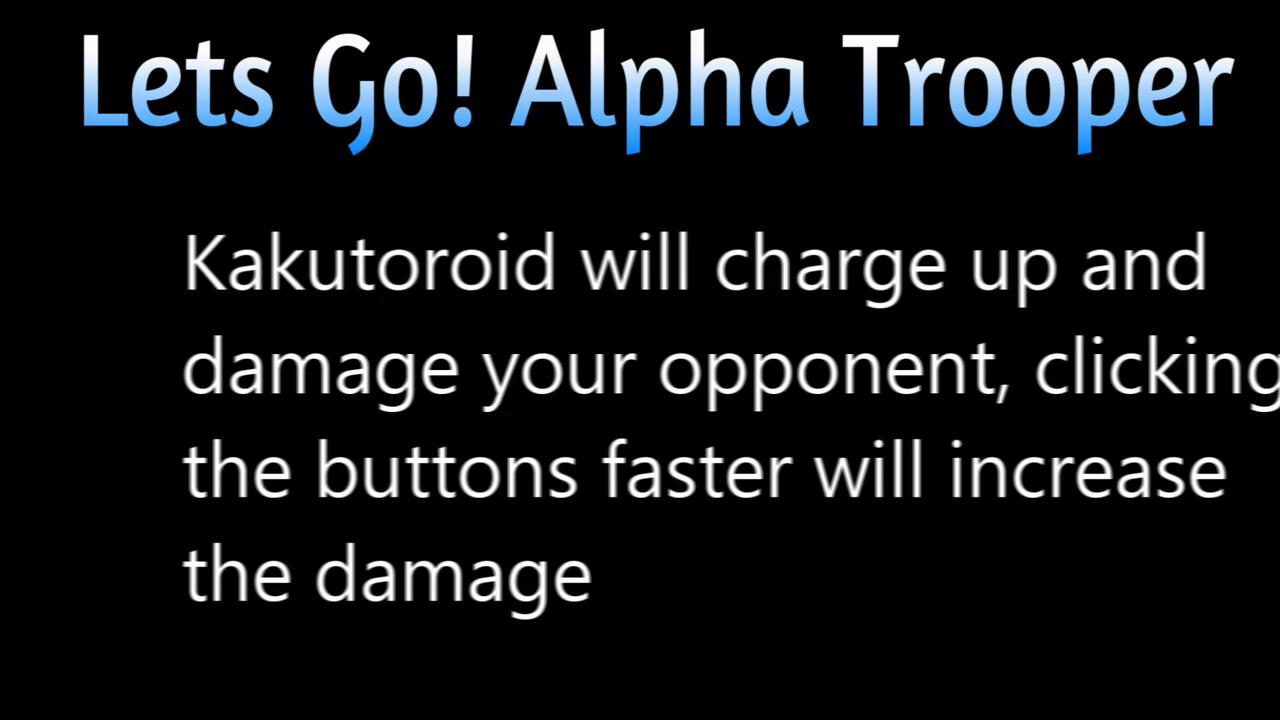 Lets Go! Alpha Trooper
Kakutoroid will charge up and
damage your opponent, clicking
the buttons faster will increase
the damage